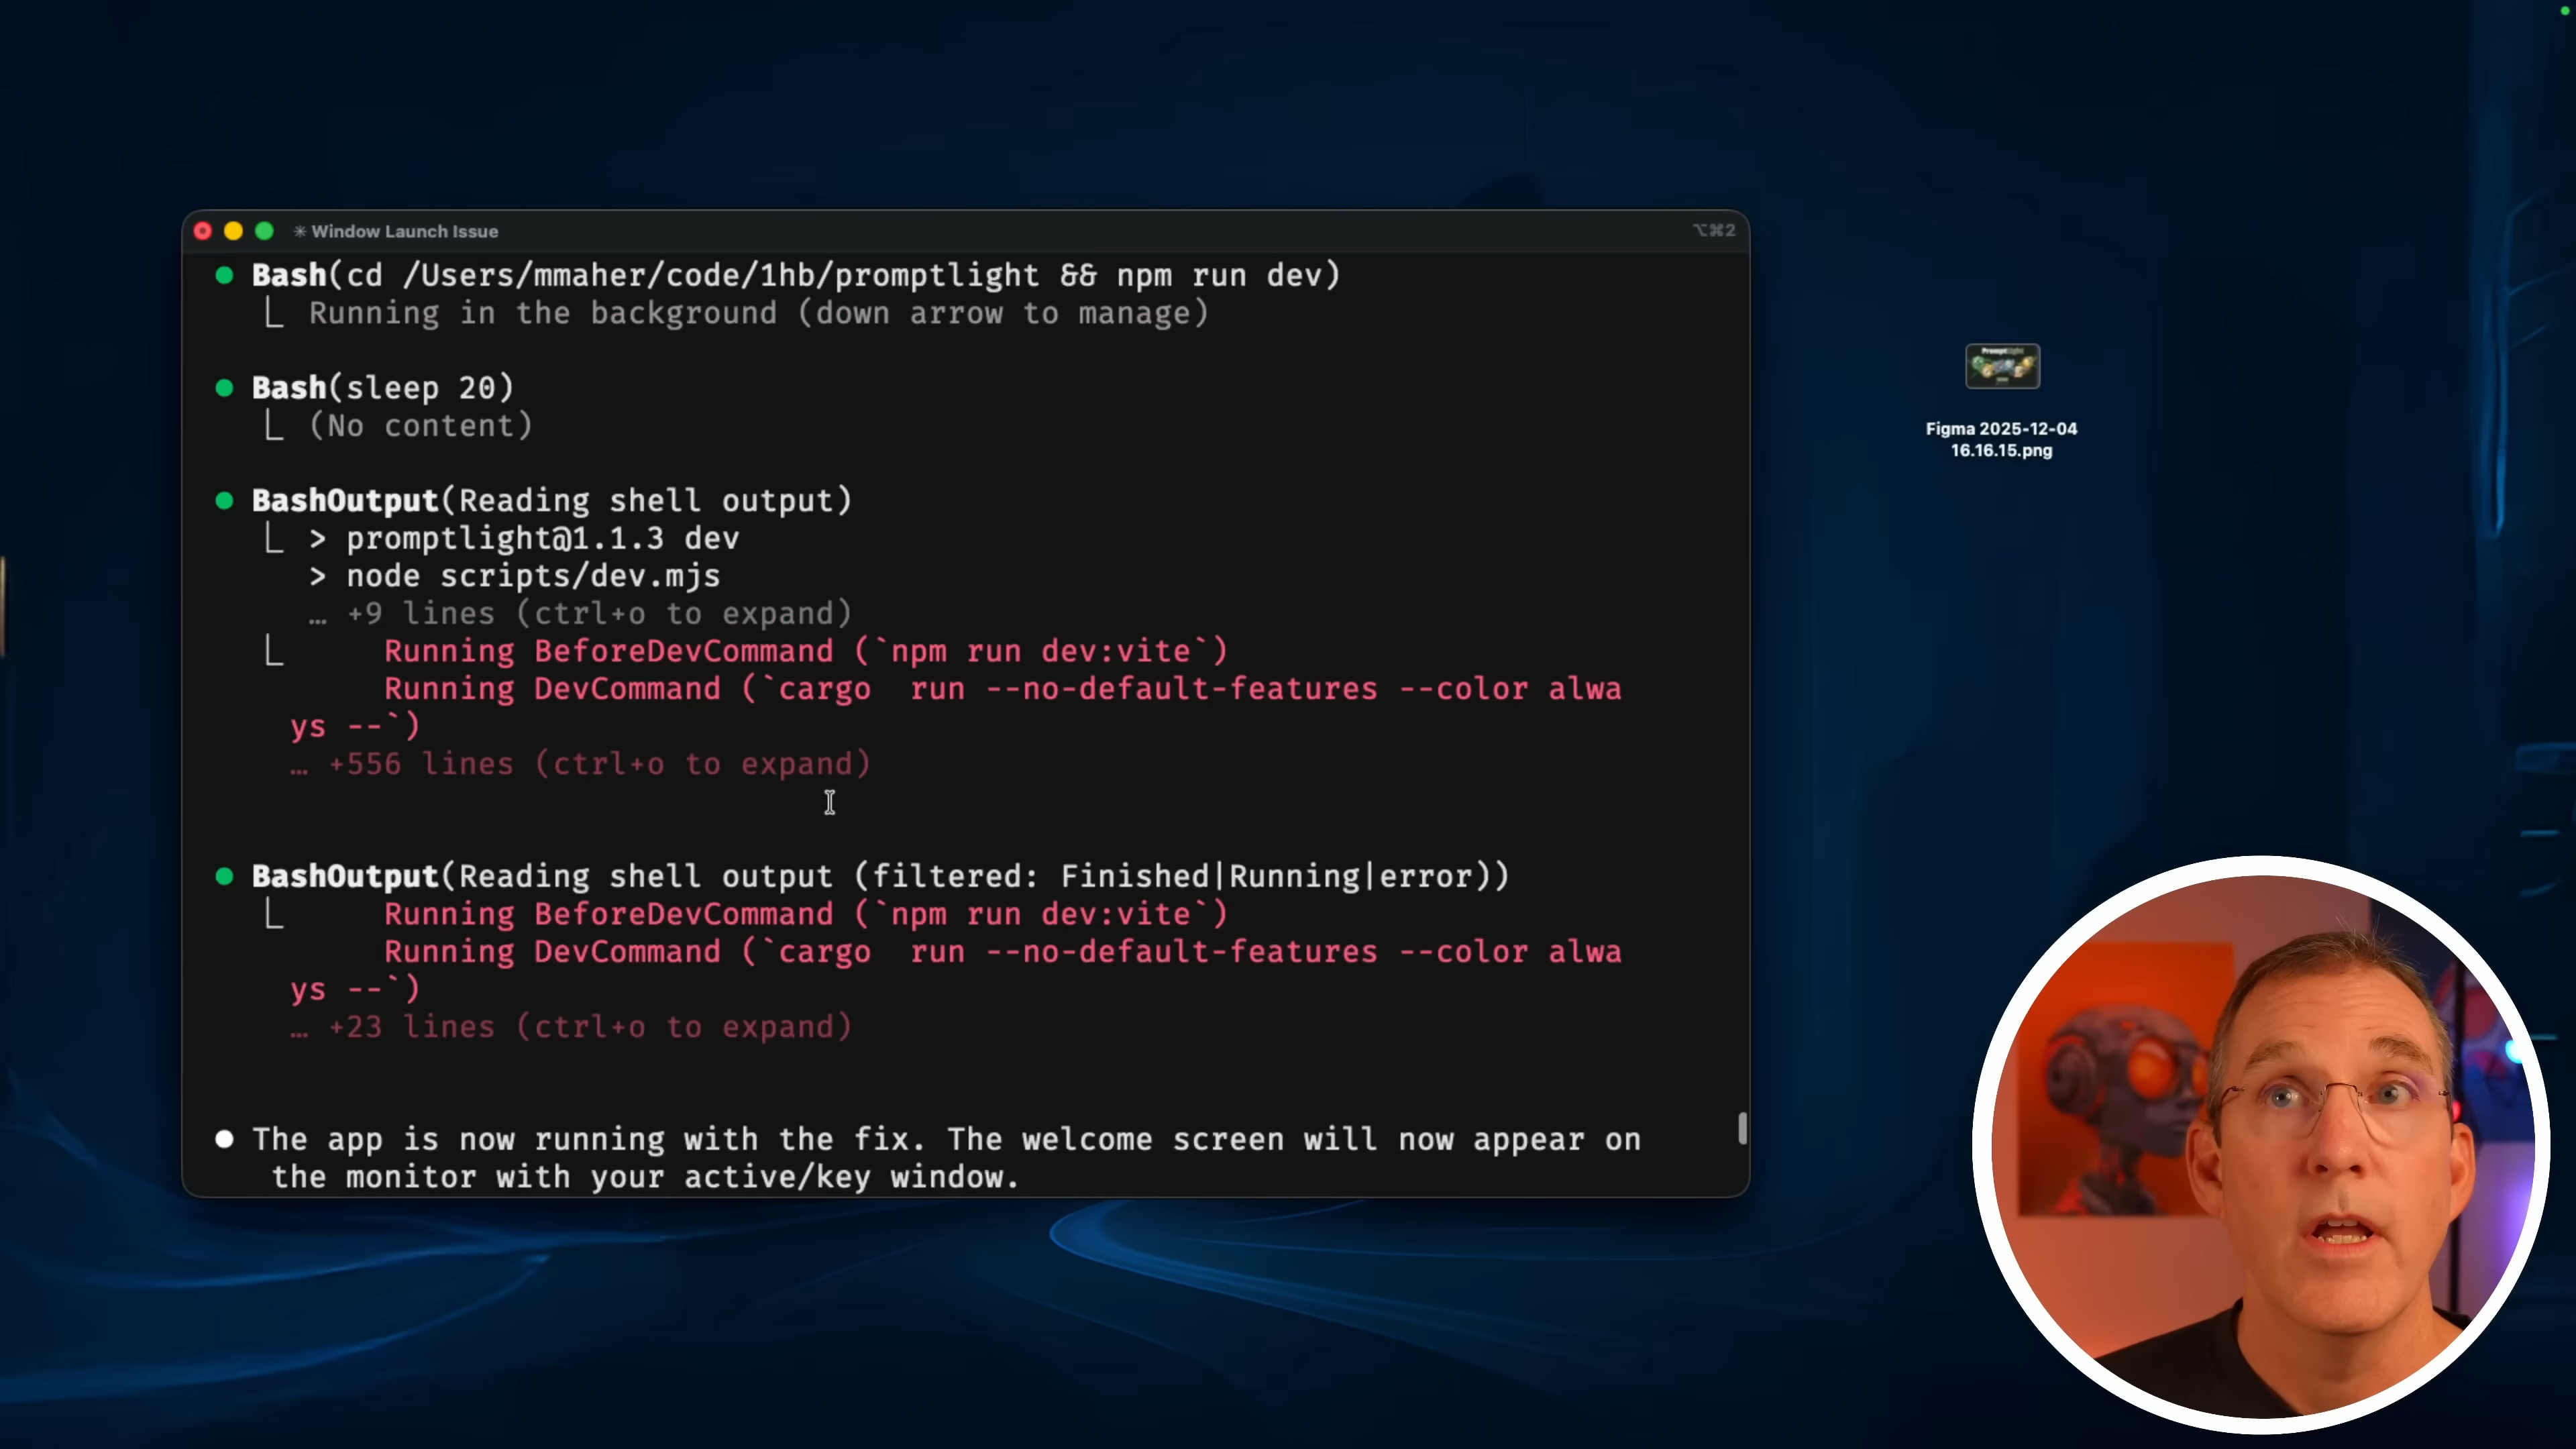 ✳ Window Launch Issue
⌥⌘2
Bash(cd /Users/mmaher/code/1hb/promptlight && npm run dev)
Running in the background (down arrow to manage)
Bash(sleep 20)
(No content)
BashOutput(Reading shell output)
> promptlight@1.1.3 dev
> node scripts/dev.mjs
… +9 lines (ctrl+o to expand)
Running BeforeDevCommand (`npm run dev:vite`)
Running DevCommand (`cargo  run --no-default-features --color alwa
ys --`)
… +556 lines (ctrl+o to expand)
BashOutput(Reading shell output (filtered: Finished|Running|error))
Running BeforeDevCommand (`npm run dev:vite`)
Running DevCommand (`cargo  run --no-default-features --color alwa
ys --`)
… +23 lines (ctrl+o to expand)
The app is now running with the fix. The welcome screen will now appear on
the monitor with your active/key window.
PromptLight
Figma 2025-12-04
16.16.15.png